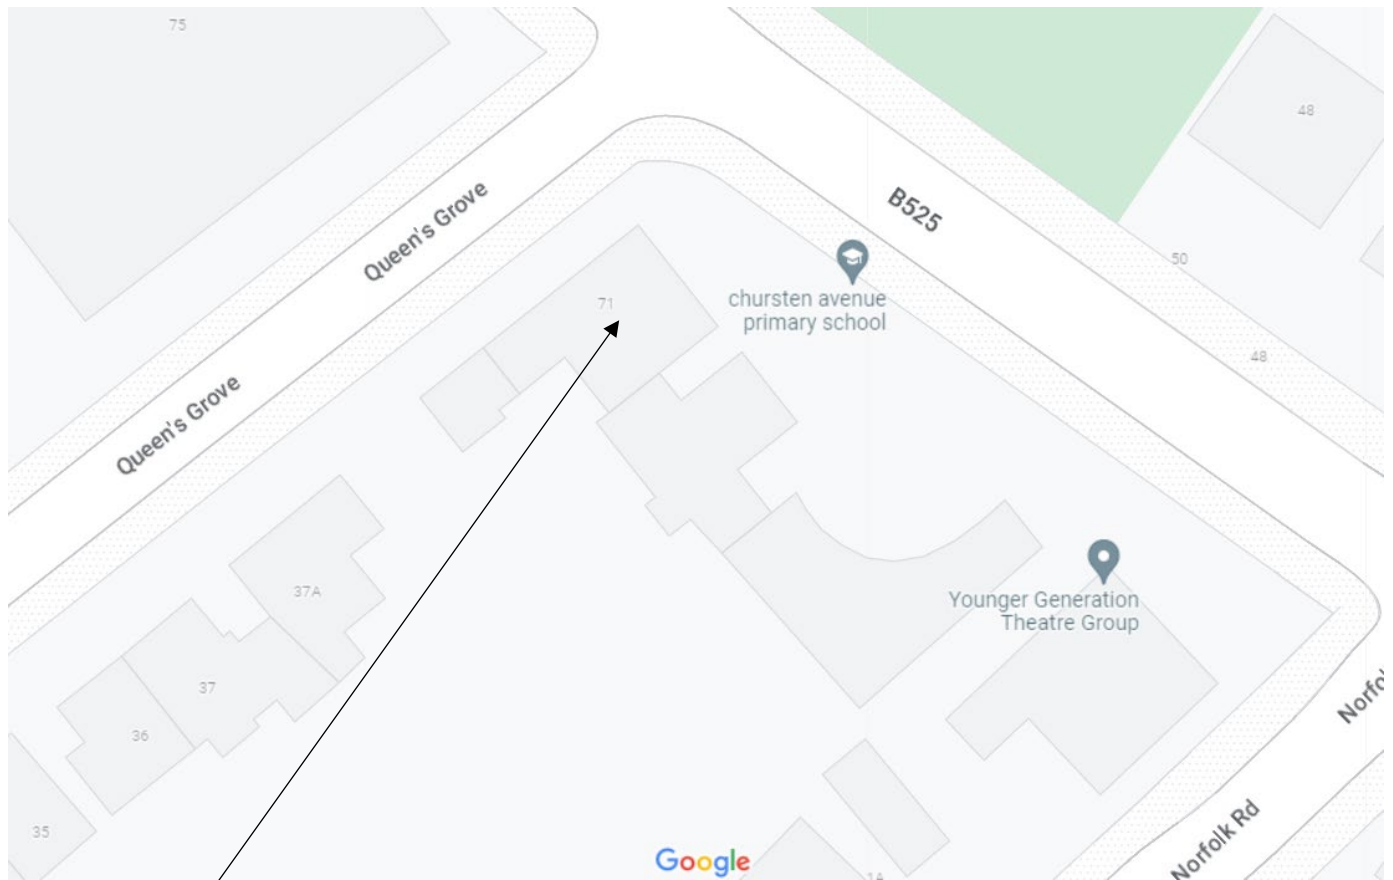 75
48
Queen's Grove
B525
50
71
chursten avenue
primary school
48
Queen's Grove
37A
Younger Generation
Theatre Group
37
36
35
Norfolk Rd
Google
1A